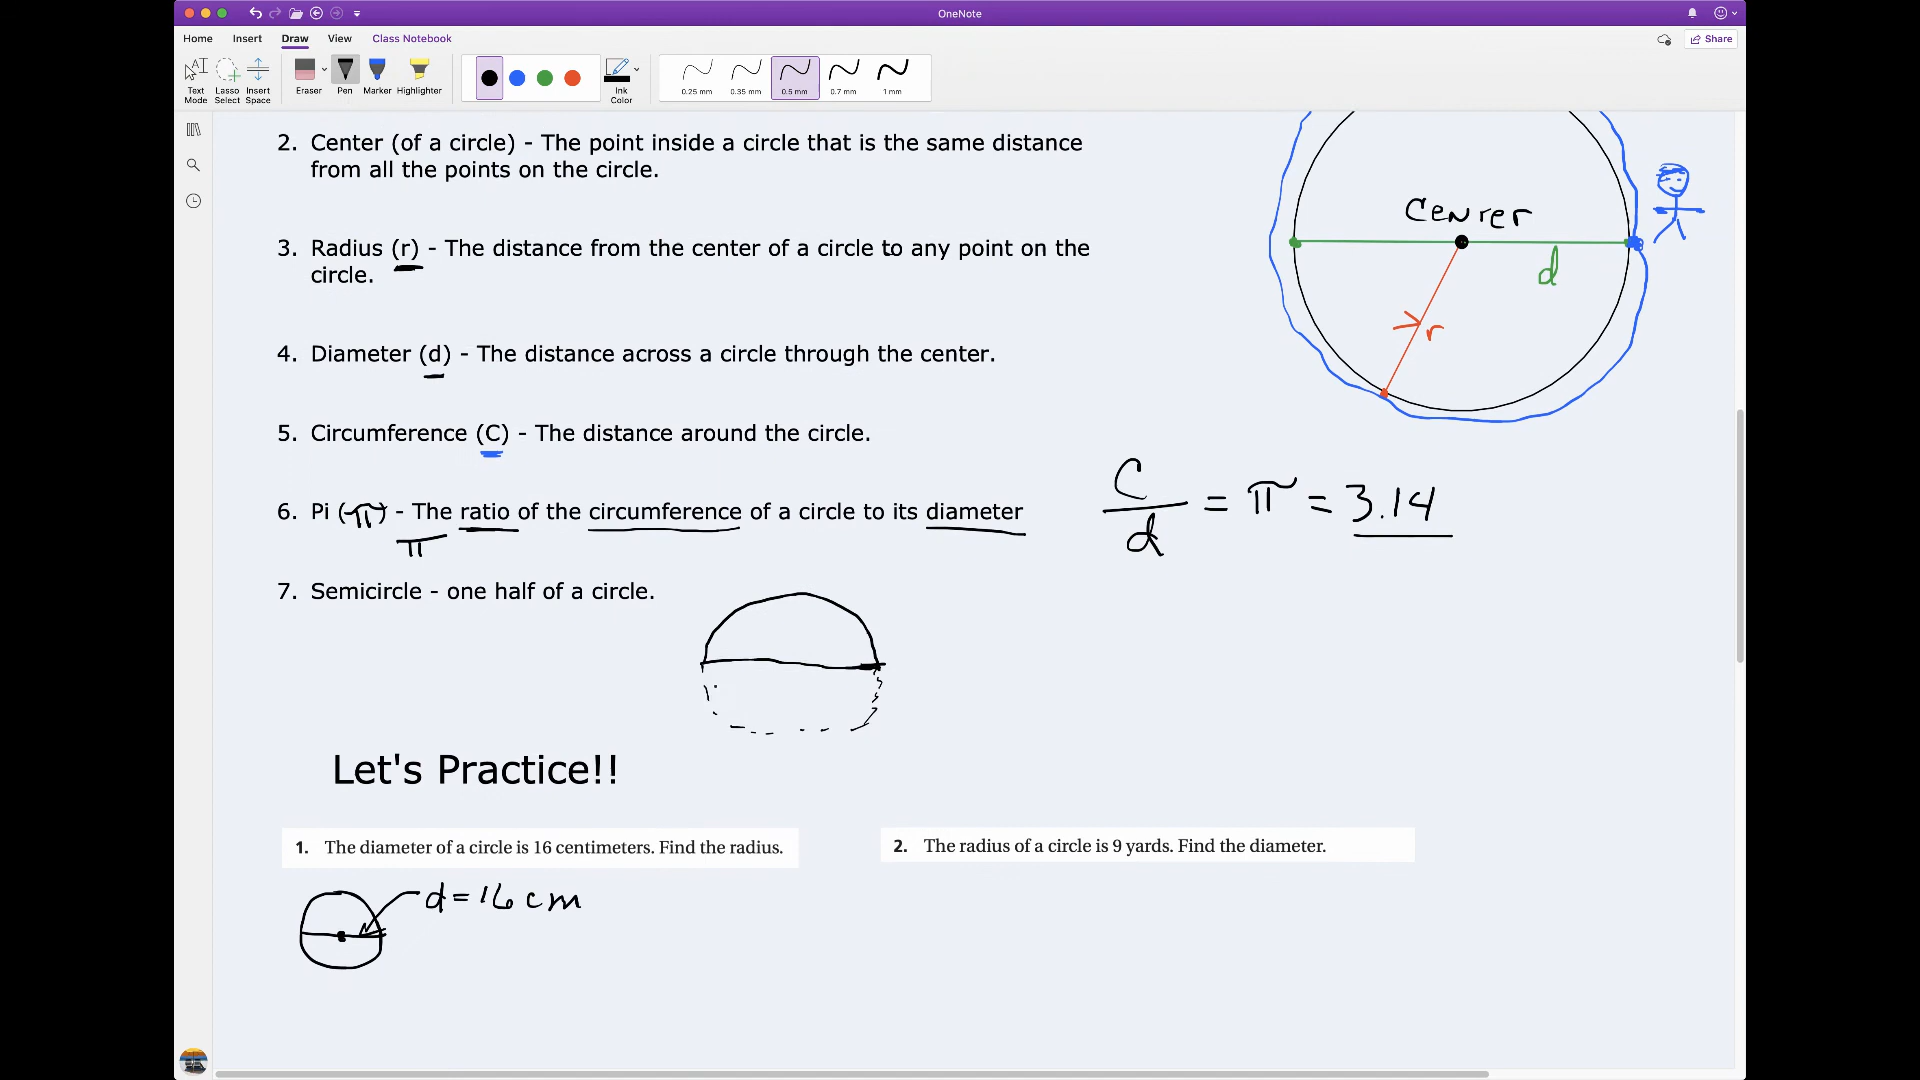 OneNote
Home Insert Draw View Class Notebook
Share
Text Mode
Lasso Select
Insert Space
Eraser
Pen
Marker
Highlighter
Ink Color
0.25 mm 0.35 mm 0.5 mm 0.7 mm 1 mm
2. Center (of a circle) - The point inside a circle that is the same distance
from all the points on the circle.
Center
d
r
3. Radius (r) - The distance from the center of a circle to any point on the
circle.
4. Diameter (d) - The distance across a circle through the center.
5. Circumference (C) - The distance around the circle.
6. Pi (π) - The ratio of the circumference of a circle to its diameter
π
C/d = π = 3.14
7. Semicircle - one half of a circle.
Let's Practice!!
1. The diameter of a circle is 16 centimeters. Find the radius.
2. The radius of a circle is 9 yards. Find the diameter.
d = 16 cm